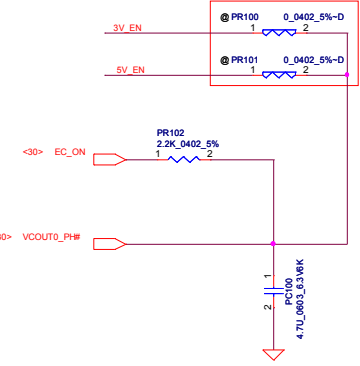 @ PR100 0_0402_5%~D
3V_EN 1 2
@ PR101 0_0402_5%~D
5V_EN 1 2
PR102
2.2K_0402_5%
<30> EC_ON 1 2
0> VCOUT0_PH#
1
2
PC100
4.7U_0603_6.3V6K